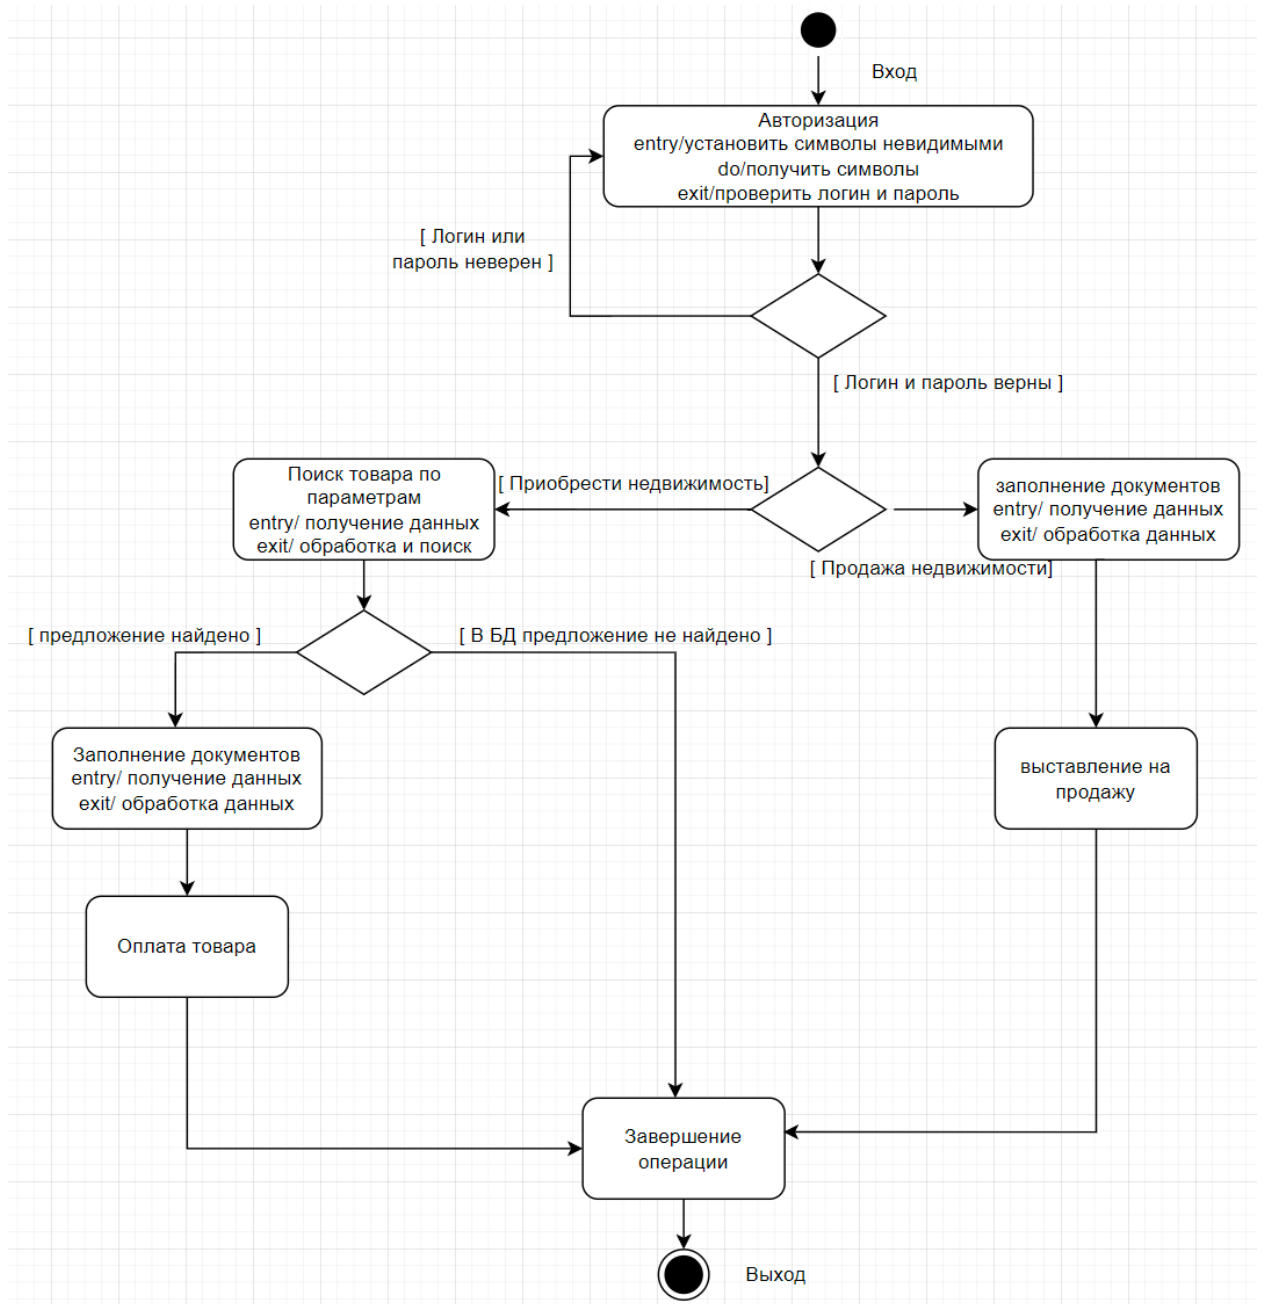 Вход
Авторизация
entry/установить символы невидимыми
do/получить символы
exit/проверить логин и пароль
[ Логин или
пароль неверен ]
[ Логин и пароль верны ]
Поиск товара по
параметрам
entry/ получение данных
exit/ обработка и поиск
[ Приобрести недвижимость]
заполнение документов
entry/ получение данных
exit/ обработка данных
[ Продажа недвижимости]
[ предложение найдено ]
[ В БД предложение не найдено ]
Заполнение документов
entry/ получение данных
exit/ обработка данных
выставление на
продажу
Оплата товара
Завершение
операции
Выход